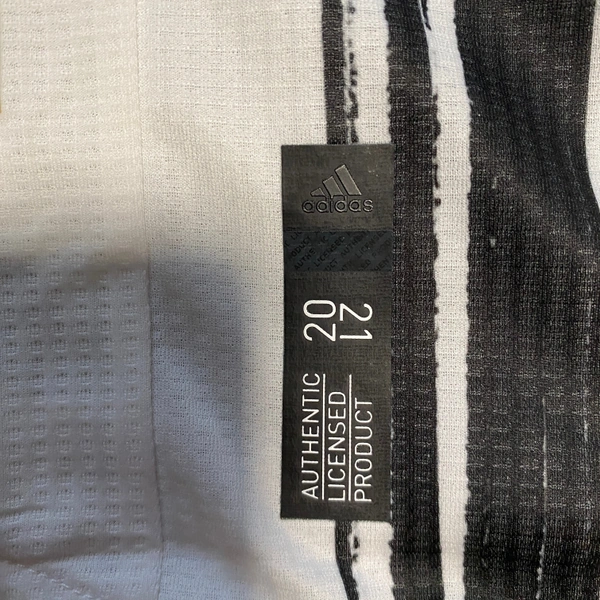 adidas
20
21
AUTHENTIC
LICENSED
PRODUCT